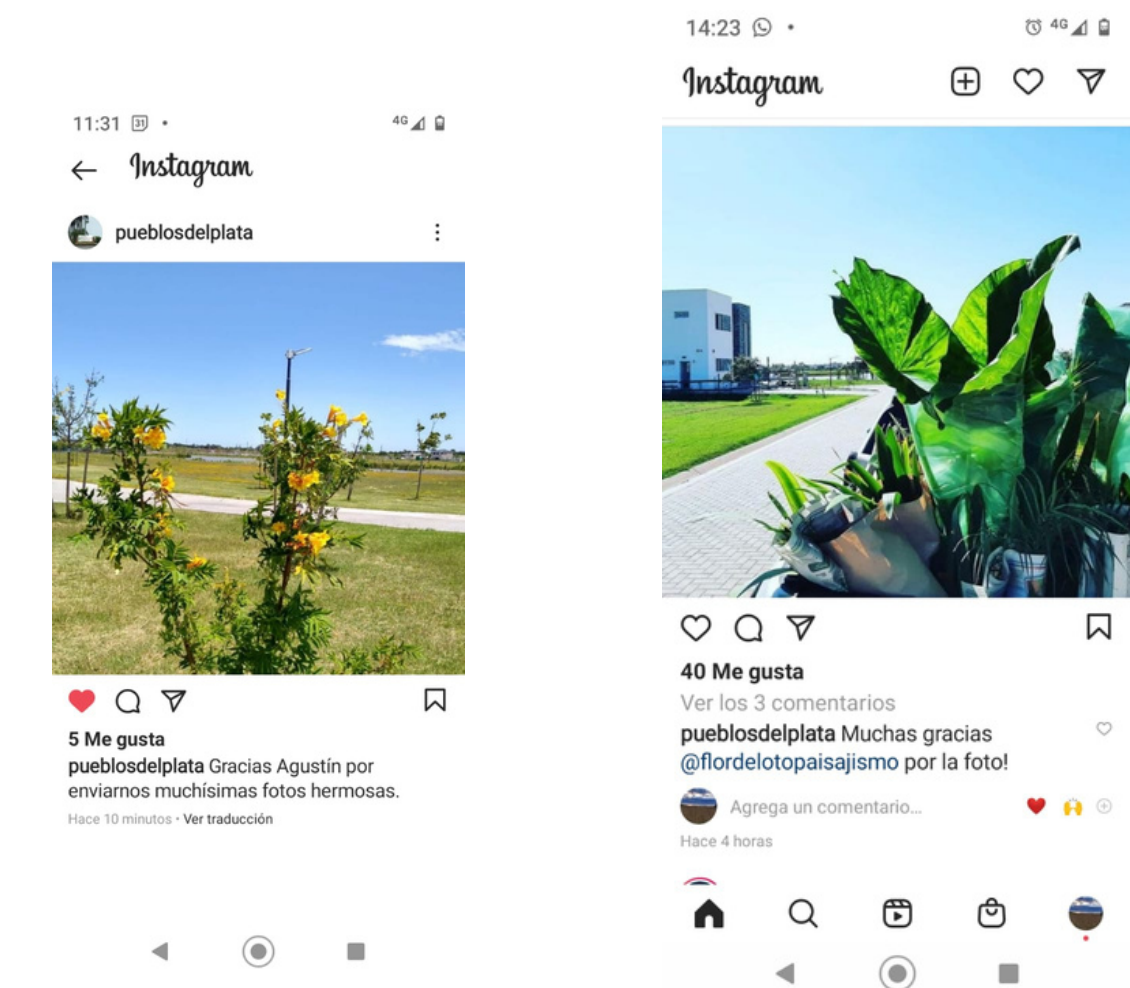 11:31 31
4G
Instagram
pueblosdelplata
5 Me gusta
pueblosdelplata Gracias Agustín por
enviarnos muchísimas fotos hermosas.
Hace 10 minutos • Ver traducción
14:23
4G
Instagram
40 Me gusta
Ver los 3 comentarios
pueblosdelplata Muchas gracias
@flordelotopaisajismo por la foto!
Agrega un comentario...
Hace 4 horas